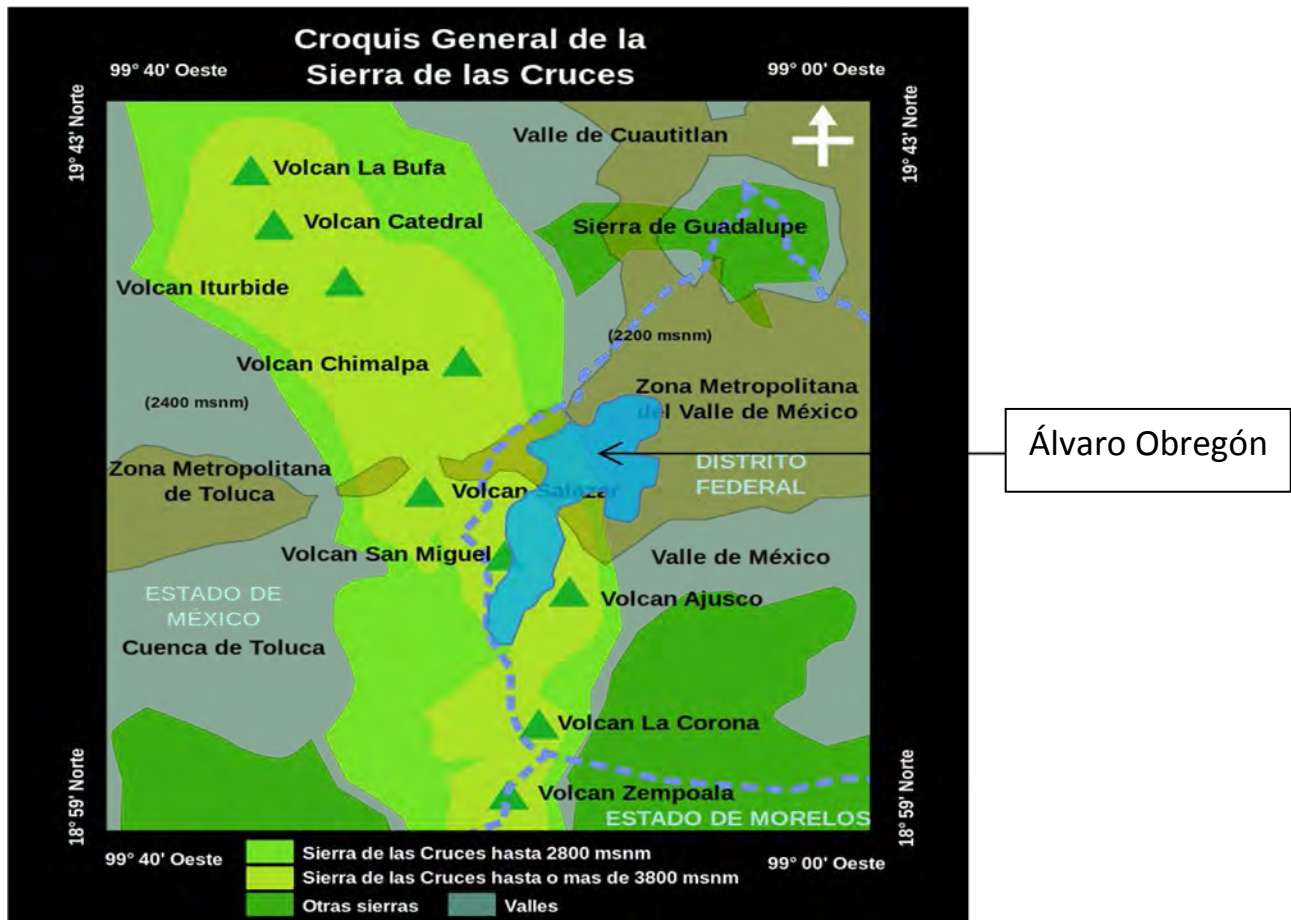 Croquis General de la
Sierra de las Cruces
99° 40' Oeste
99° 00' Oeste
19° 43' Norte
19° 43' Norte
Valle de Cuautitlan
Volcan La Bufa
Volcan Catedral
Sierra de Guadalupe
Volcan Iturbide
(2200 msnm)
Volcan Chimalpa
Zona Metropolitana
del Valle de México
(2400 msnm)
Álvaro Obregón
Zona Metropolitana
de Toluca
DISTRITO
FEDERAL
Volcan Salazar
Volcan San Miguel
Valle de México
ESTADO DE
MÉXICO
Volcan Ajusco
Cuenca de Toluca
Volcan La Corona
Volcan Zempoala
ESTADO DE MORELOS
18° 59' Norte
18° 59' Norte
99° 40' Oeste
99° 00' Oeste
Sierra de las Cruces hasta 2800 msnm
Sierra de las Cruces hasta o mas de 3800 msnm
Otras sierras
Valles